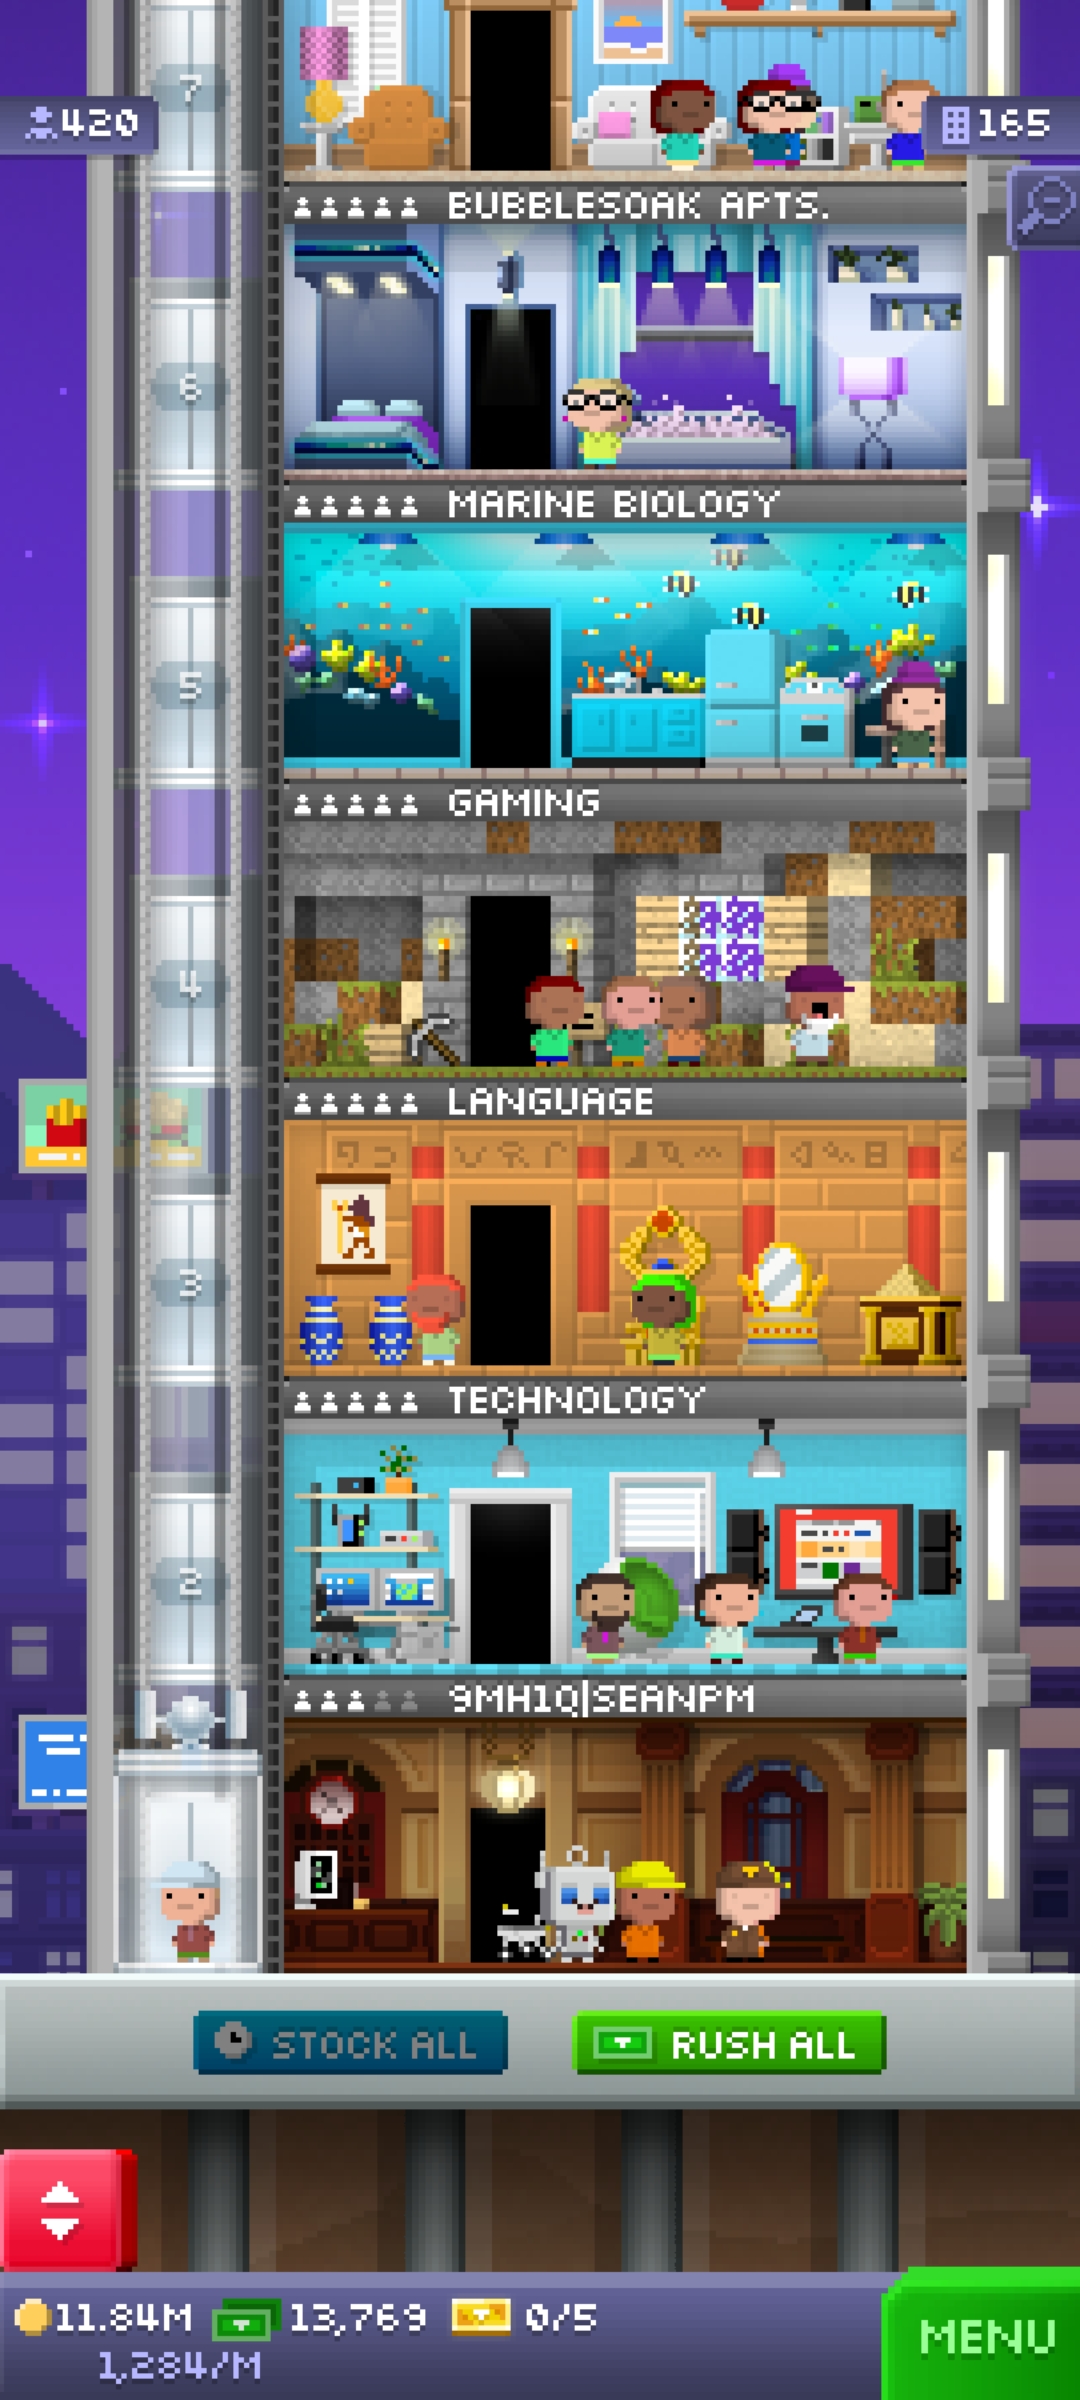 7
420
165
BUBBLESOAK APTS.
6
MARINE BIOLOGY
5
GAMING
4
LANGUAGE
3
TECHNOLOGY
2
9MH1Q|SEANPM
STOCK ALL
RUSH ALL
11.84M
13,769
0/5
1,284/M
MENU